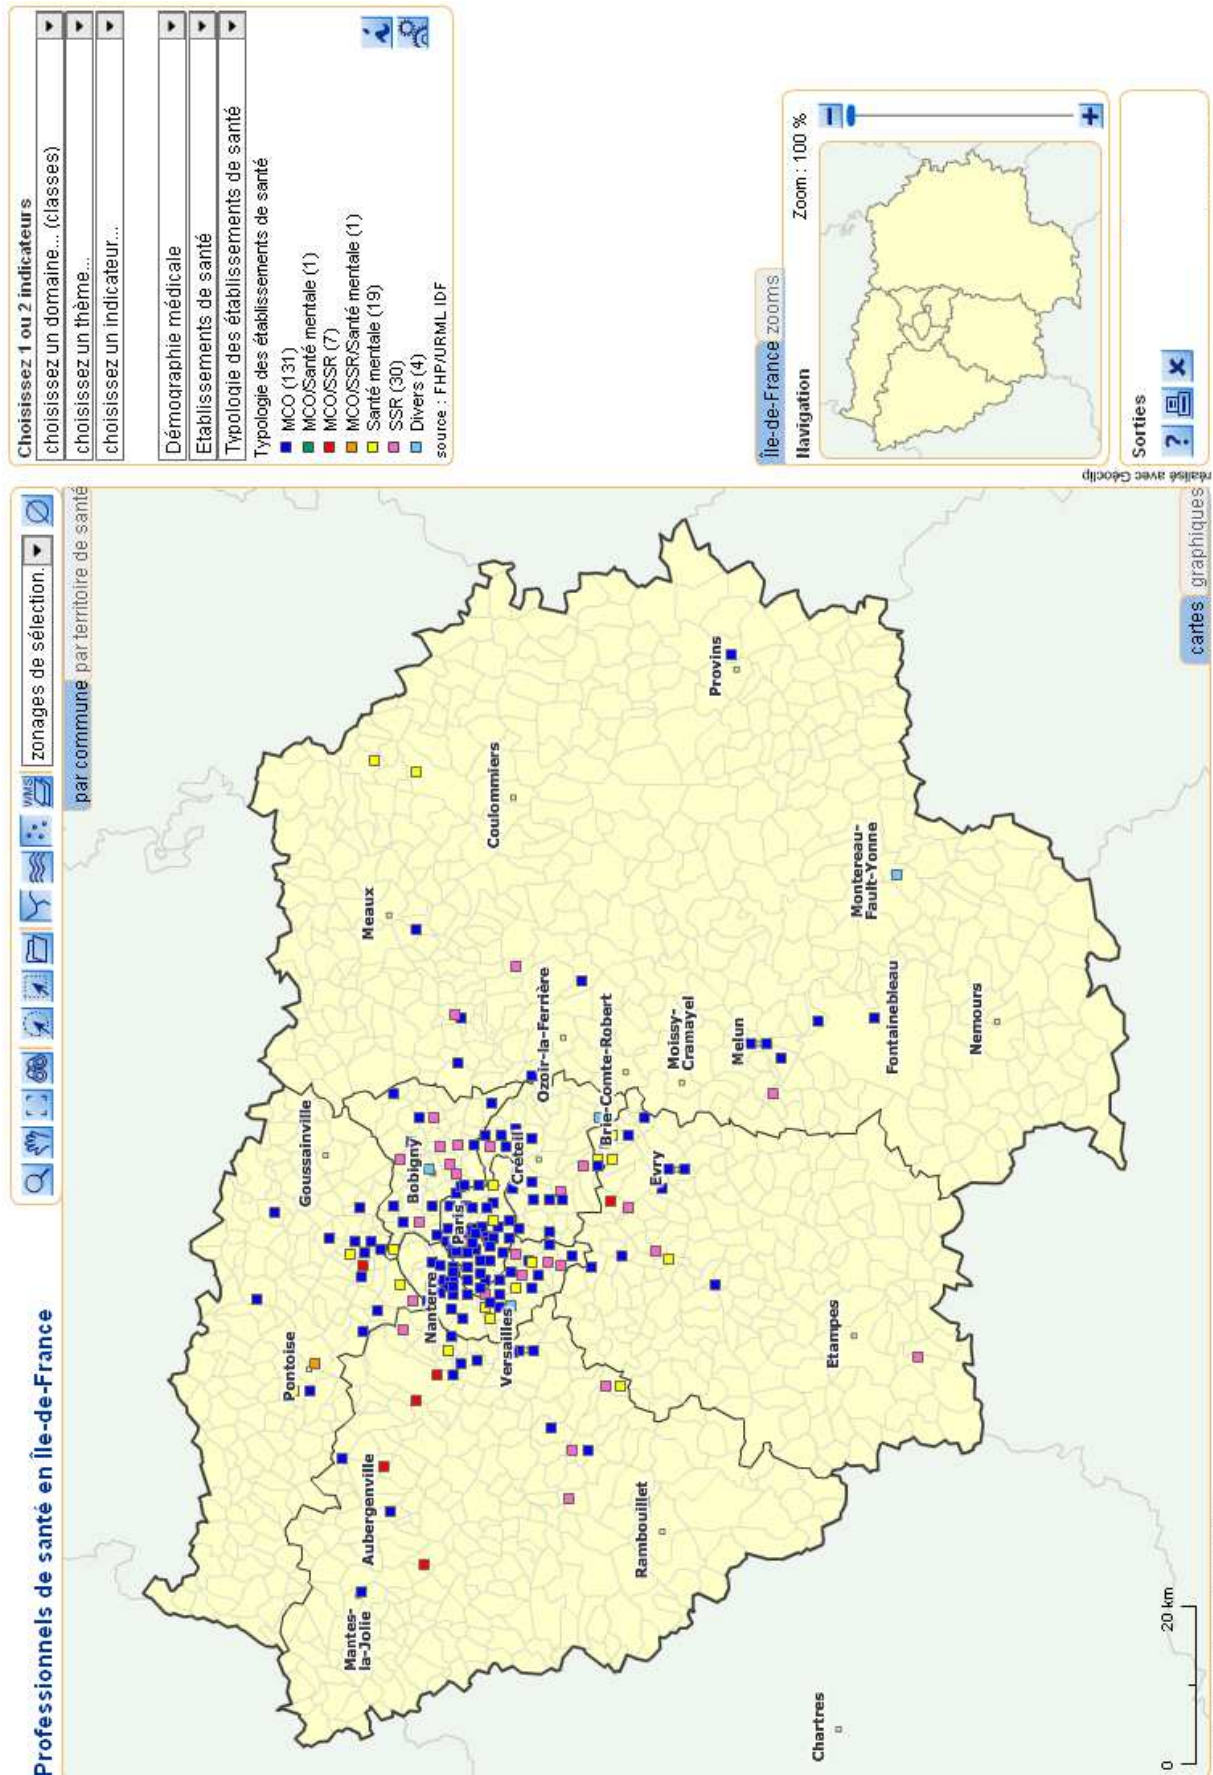 Professionnels de santé en Île-de-France
WMS
zonages de sélection.
par commune
par territoire de santé
Choisissez 1 ou 2 indicateurs
choisissez un domaine... (classes)
choisissez un thème...
choisissez un indicateur...
Démographie médicale
Etablissements de santé
Typologie des établissements de santé
Typologie des établissements de santé
MCO (131)
MCO/Santé mentale (1)
MCO/SSR (7)
MCO/SSR/Santé mentale (1)
Santé mentale (19)
SSR (30)
Divers (4)
source : FHP/URML IDF
Goussainville
Pontoise
Meaux
Mantes-
la-Jolie
Aubergenville
Bobigny
Nanterre
Paris
Coulommiers
Versailles
Créteil
Ozoir-la-Ferrière
Brie-Comte-Robert
Rambouillet
Evry
Moissy-
Cramayel
Provins
Melun
Chartres
Etampes
Montereau-
Fault-Yonne
Fontainebleau
Nemours
0
20 km
cartes
graphiques
réalisé avec Géoclip
Île-de-France
zooms
Navigation
Zoom : 100 %
Sorties